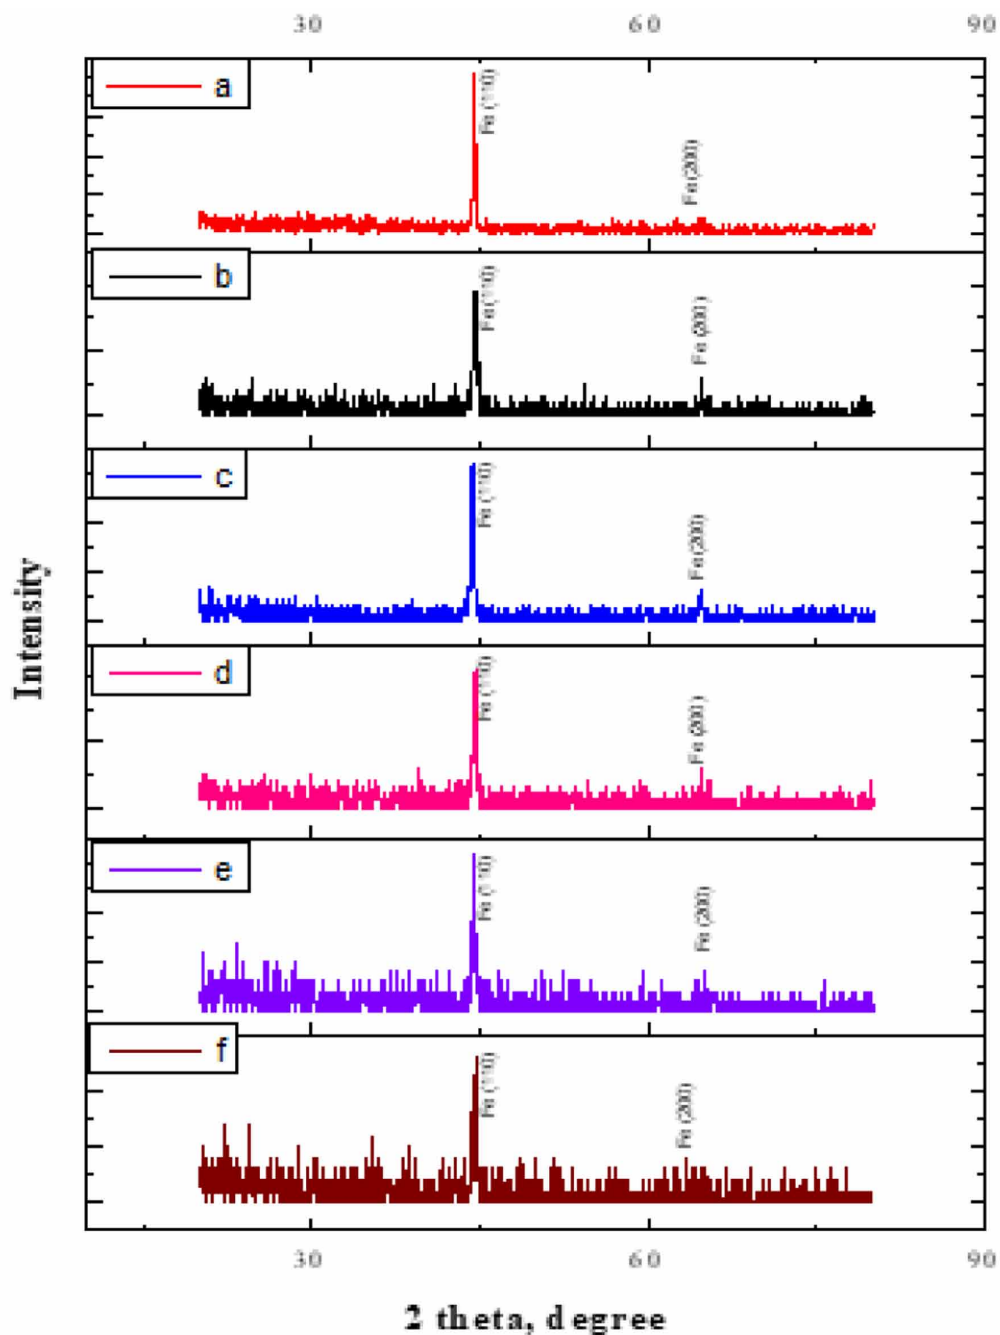 30 60 90
a
Fe (110)
Fe (200)
b
Fe (110)
Fe (200)
c
Fe (110)
Fe (200)
d
Fe (110)
Fe (200)
e
Fe (110)
Fe (200)
f
Fe (110)
Fe (200)
Intensity
30 60 90
2 theta, degree